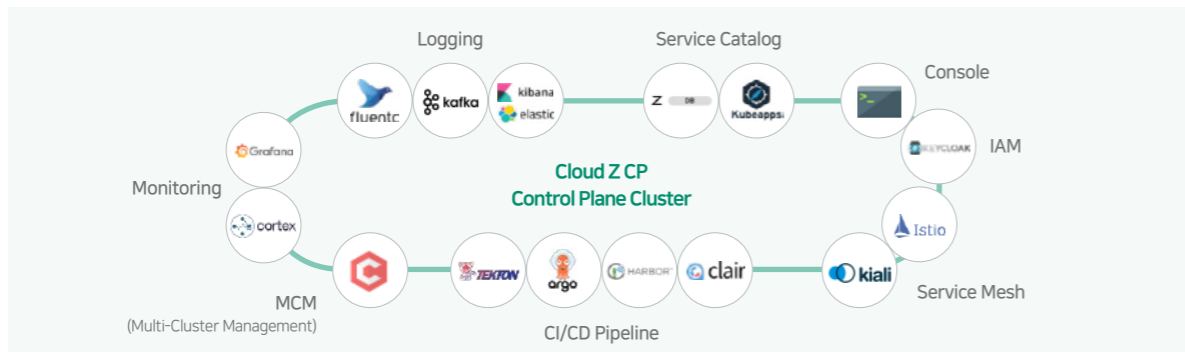 Logging
Service Catalog
Console
fluentc
kafka
kibana
elastic
Z DB
Kubeapps
>_
Grafana
KEYCLOAK
IAM
Cloud Z CP
Control Plane Cluster
Monitoring
cortex
Istio
TEKTON
argo
HARBOR
clair
kiali
Service Mesh
MCM
(Multi-Cluster Management)
CI/CD Pipeline